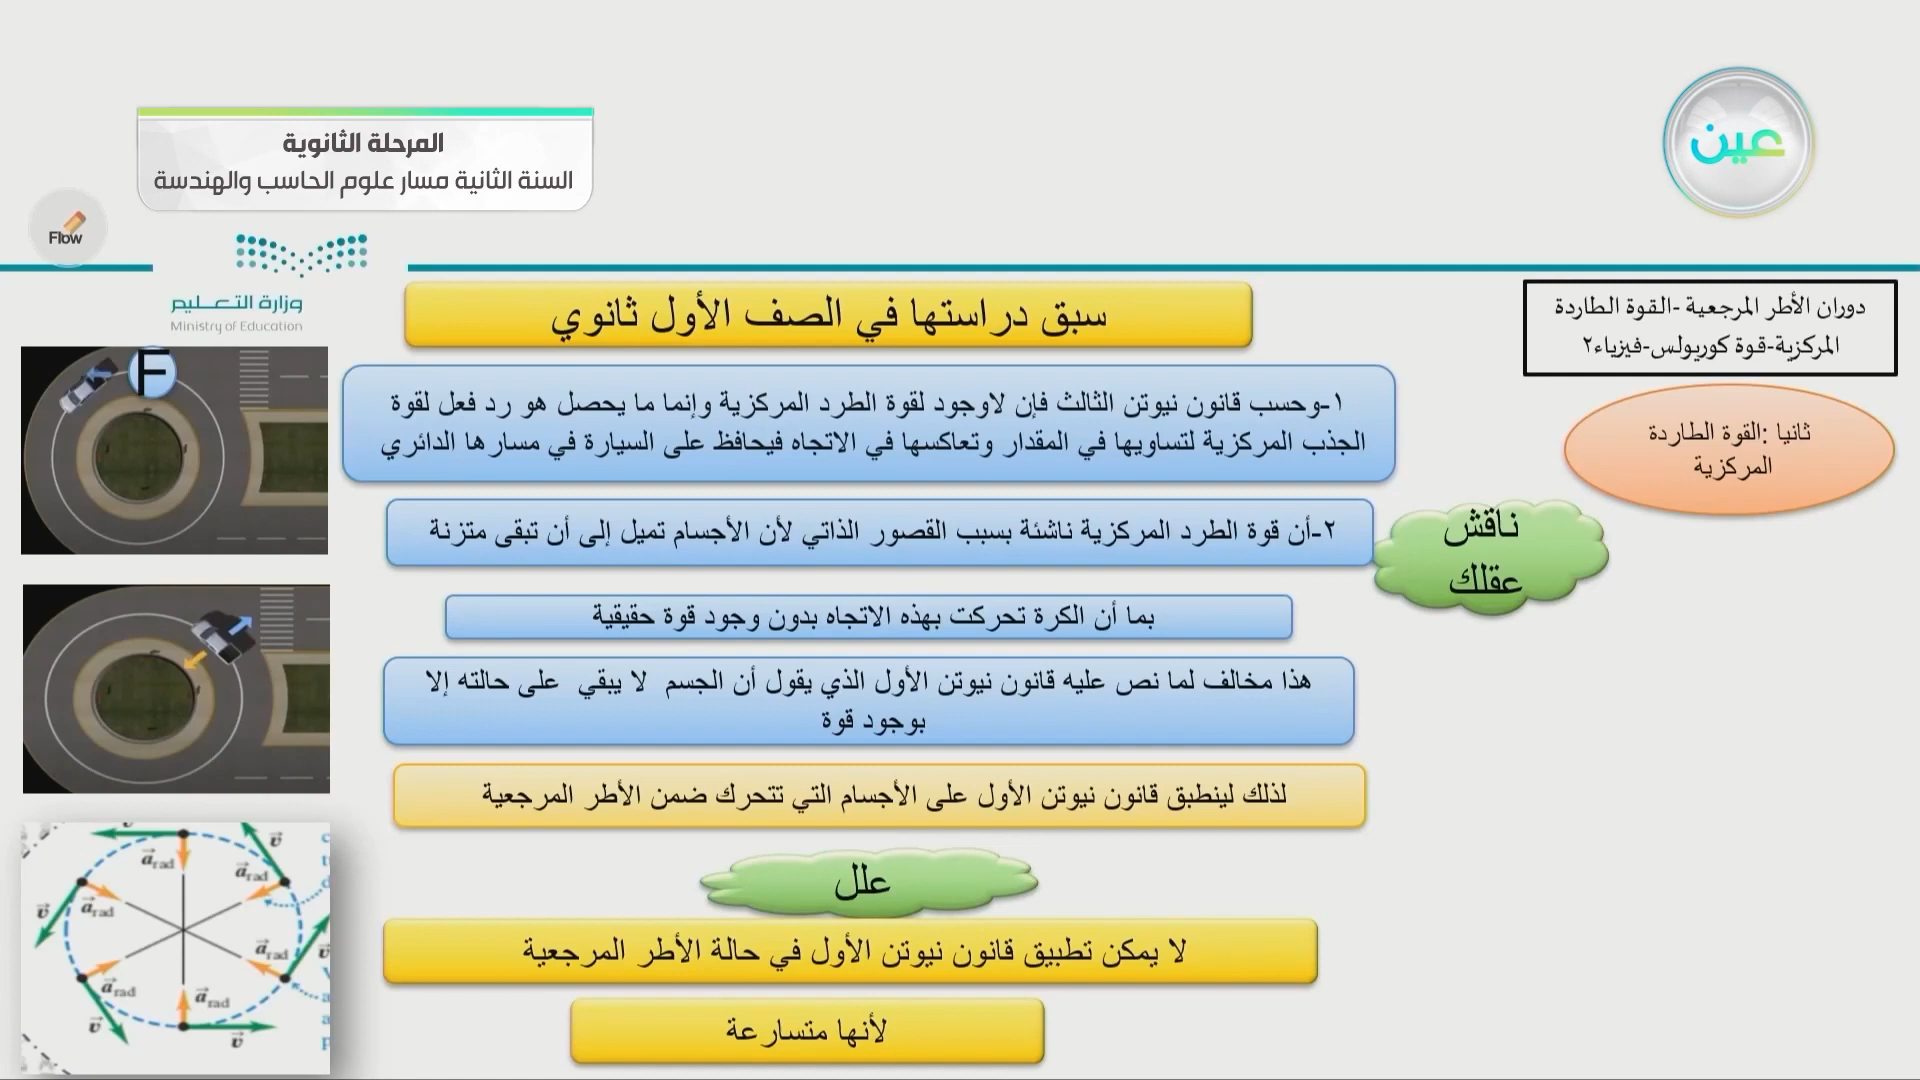 عين
المرحلة الثانوية
السنة الثانية مسار علوم الحاسب والهندسة
Flow
وزارة التعليم
Ministry of Education
دوران الأطر المرجعية -القوة الطاردة
المركزية-قوة كوريولس-فيزياء٢
ثانيا :القوة الطاردة
المركزية
سبق دراستها في الصف الأول ثانوي
١-وحسب قانون نيوتن الثالث فإن لاوجود لقوة الطرد المركزية وإنما ما يحصل هو رد فعل لقوة
الجذب المركزية لتساويها في المقدار وتعاكسها في الاتجاه فيحافظ على السيارة في مسارها الدائري
ناقش
عقلك
٢-أن قوة الطرد المركزية ناشئة بسبب القصور الذاتي لأن الأجسام تميل إلى أن تبقى متزنة
بما أن الكرة تحركت بهذه الاتجاه بدون وجود قوة حقيقية
هذا مخالف لما نص عليه قانون نيوتن الأول الذي يقول أن الجسم لا يبقي على حالته إلا
بوجود قوة
لذلك لينطبق قانون نيوتن الأول على الأجسام التي تتحرك ضمن الأطر المرجعية
علل
لا يمكن تطبيق قانون نيوتن الأول في حالة الأطر المرجعية
لأنها متسارعة
F
v
a rad
a rad
v
a rad
v
a rad
v
a rad
a rad
v
v